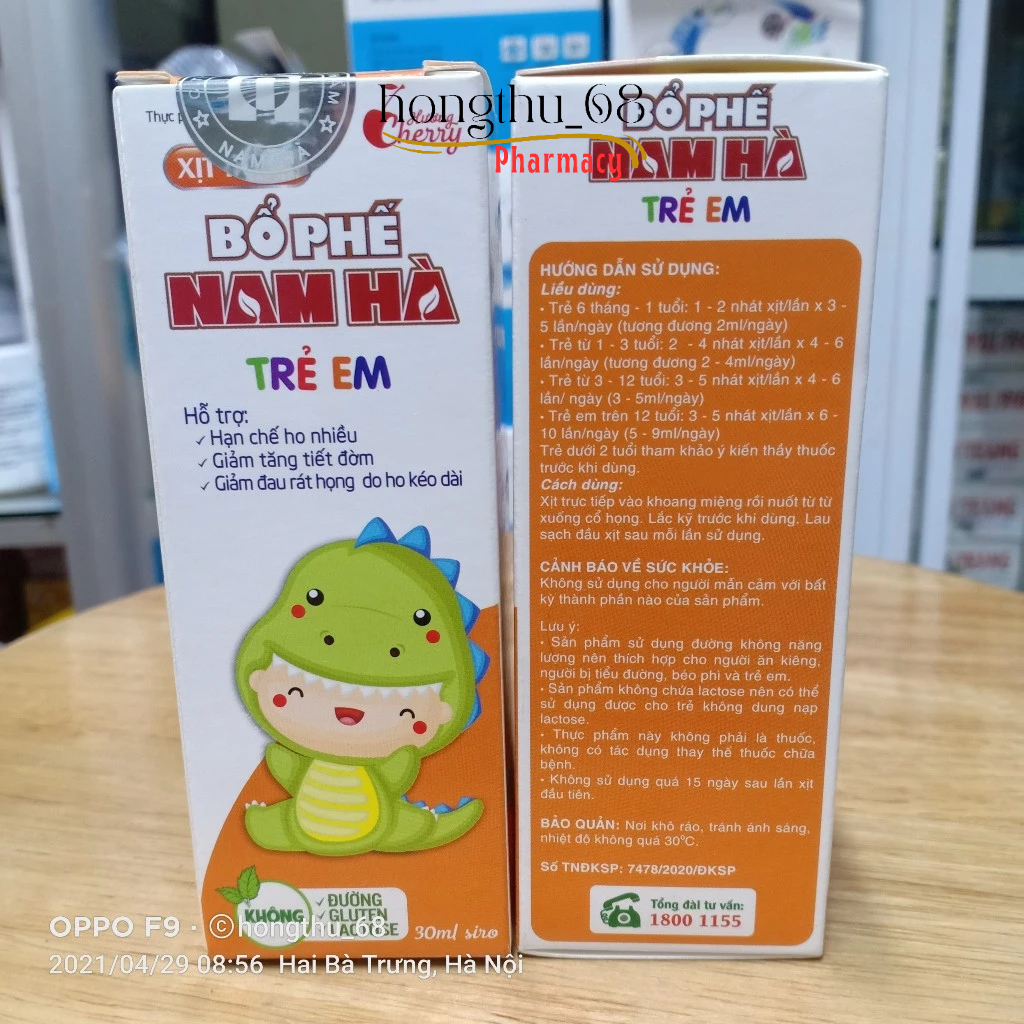 hongthu_68
Pharmacy
Thực
NAM HÀ
Hương
Cherry
XỊT
BỔ PHẾ
NAM HÀ
TRẺ EM
Hỗ trợ:
✓ Hạn chế ho nhiều
✓ Giảm tăng tiết đờm
✓ Giảm đau rát họng do ho kéo dài
KHÔNG
✓ ĐƯỜNG
✓ GLUTEN
✓ LACTOSE
30ml siro
BỔ PHẾ
NAM HÀ
TRẺ EM
HƯỚNG DẪN SỬ DỤNG:
Liều dùng:
• Trẻ 6 tháng - 1 tuổi: 1 - 2 nhát xịt/lần x 3 -
5 lần/ngày (tương đương 2ml/ngày)
• Trẻ từ 1 - 3 tuổi: 2 - 4 nhát xịt/lần x 4 - 6
lần/ngày (tương đương 2 - 4ml/ngày)
• Trẻ từ 3 - 12 tuổi: 3 - 5 nhát xịt/lần x 4 - 6
lần/ ngày (3 - 5ml/ngày)
• Trẻ em trên 12 tuổi: 3 - 5 nhát xịt/lần x 6 -
10 lần/ngày (5 - 9ml/ngày)
Trẻ dưới 2 tuổi tham khảo ý kiến thầy thuốc
trước khi dùng.
Cách dùng:
Xịt trực tiếp vào khoang miệng rồi nuốt từ từ
xuống cổ họng. Lắc kỹ trước khi dùng. Lau
sạch đầu xịt sau mỗi lần sử dụng.
CẢNH BÁO VỀ SỨC KHỎE:
Không sử dụng cho người mẫn cảm với bất
kỳ thành phần nào của sản phẩm.
Lưu ý:
• Sản phẩm sử dụng đường không năng
lượng nên thích hợp cho người ăn kiêng,
người bị tiểu đường, béo phì và trẻ em.
• Sản phẩm không chứa lactose nên có thể
sử dụng được cho trẻ không dung nạp
lactose.
• Thực phẩm này không phải là thuốc,
không có tác dụng thay thế thuốc chữa
bệnh.
• Không sử dụng quá 15 ngày sau lần xịt
đầu tiên.
BẢO QUẢN: Nơi khô ráo, tránh ánh sáng,
nhiệt độ không quá 30°C.
Số TNĐKSP: 7478/2020/ĐKSP
Tổng đài tư vấn:
1800 1155
OPPO F9 · ©hongthu_68
2021/04/29 08:56 Hai Bà Trưng, Hà Nội